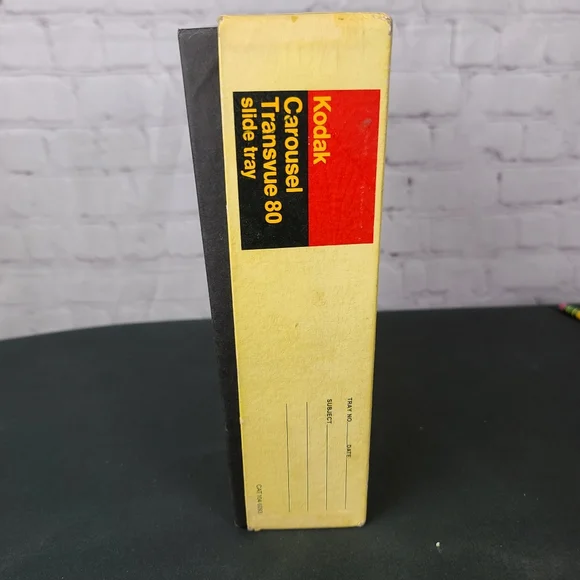 Kodak
Carousel
Transvue 80
slide tray
TRAY NO. DATE
SUBJECT